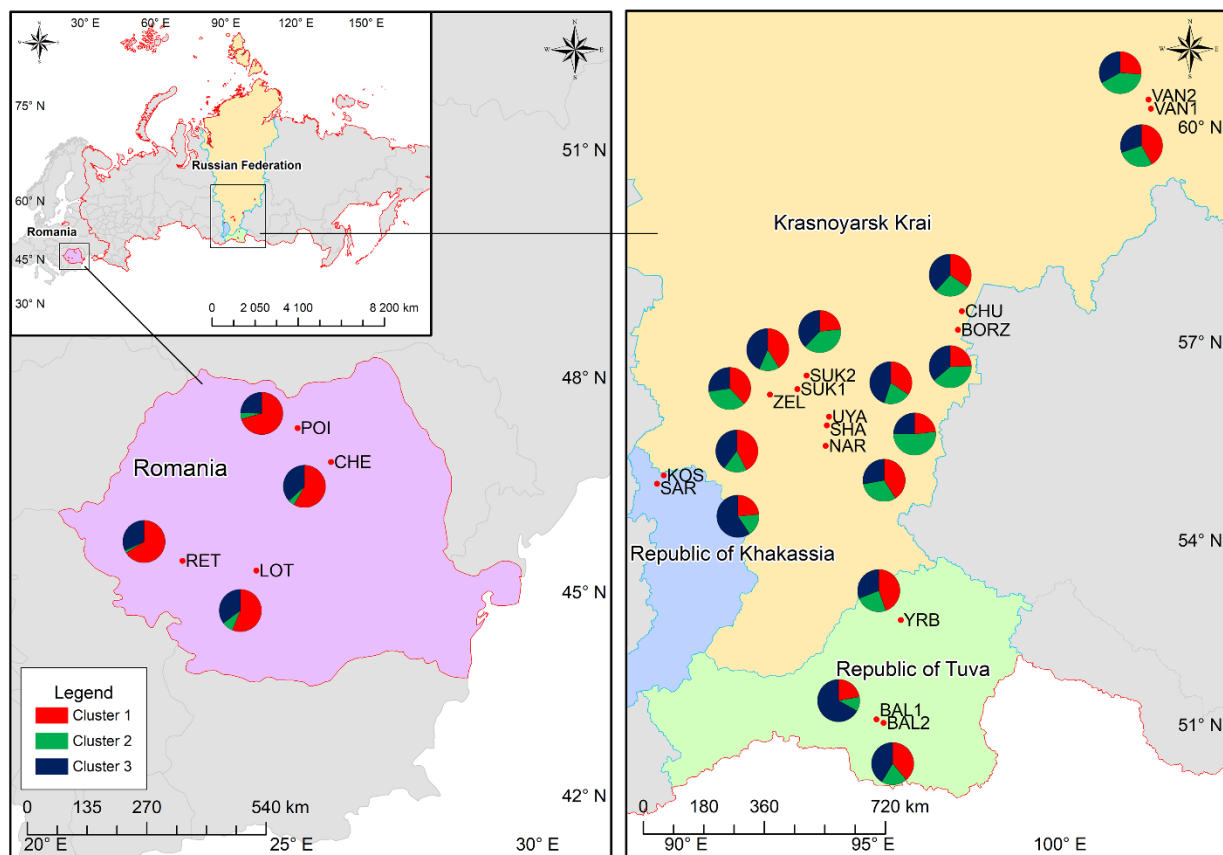 30° E 60° E 90° E 120° E 150° E
75° N
60° N
45° N
30° N
Russian Federation
Romania
0 2 050 4 100 8 200 km
51° N
48° N
45° N
42° N
POI
CHE
Romania
RET
LOT
Legend
Cluster 1
Cluster 2
Cluster 3
0 135 270 540 km
20° E 25° E 30° E
VAN2
VAN1
60° N
Krasnoyarsk Krai
CHU
BORZ
57° N
SUK2
SUK1
ZEL
UYA
SHA
NAR
KOS
SAR
54° N
Republic of Khakassia
YRB
Republic of Tuva
BAL1
BAL2
51° N
0 180 360 720 km
90° E 95° E 100° E